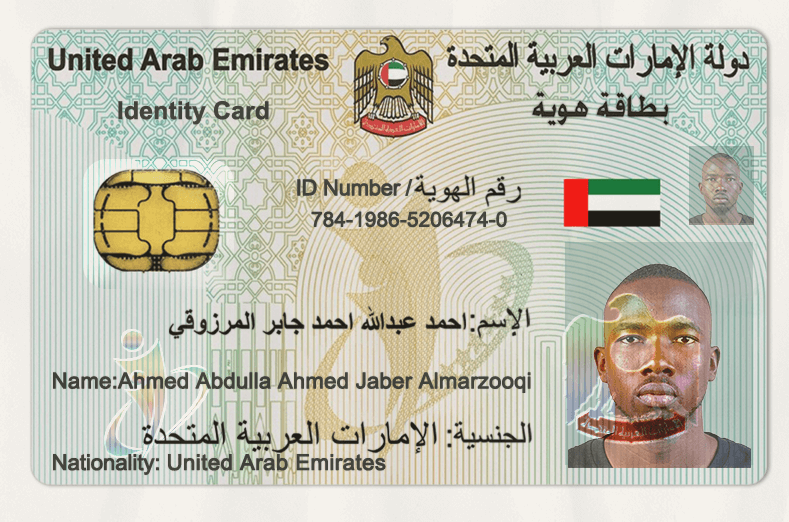 United Arab Emirates
دولة الإمارات العربية المتحدة
Identity Card
بطاقة هوية
ID Number / رقم الهوية
784-1986-5206474-0
الإسم:احمد عبدالله احمد جابر المرزوقي
Name:Ahmed Abdulla Ahmed Jaber Almarzooqi
الجنسية: الإمارات العربية المتحدة
Nationality: United Arab Emirates